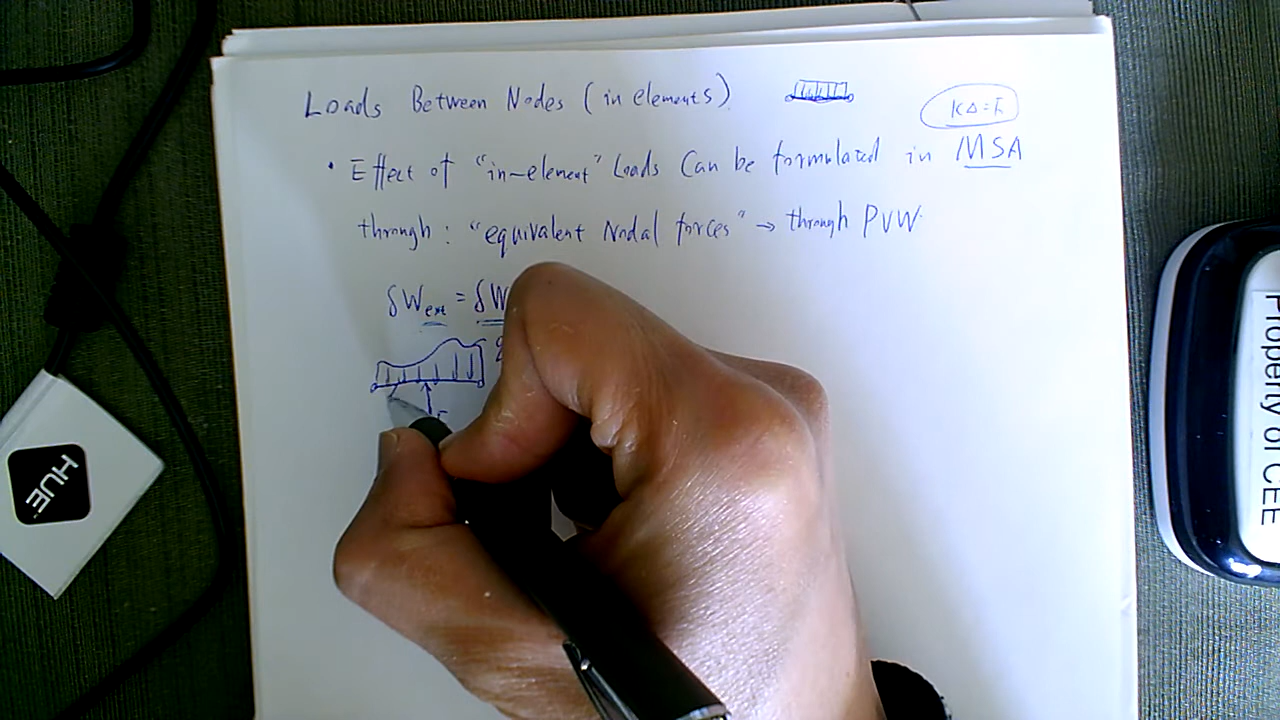 Loads Between Nodes (in elements)
KΔ=F
• Effect of "in-element" Loads Can be formulated in MSA
through: "equivalent Nodal forces" → through PVW
δWext = δW
HUE
Property of CEE